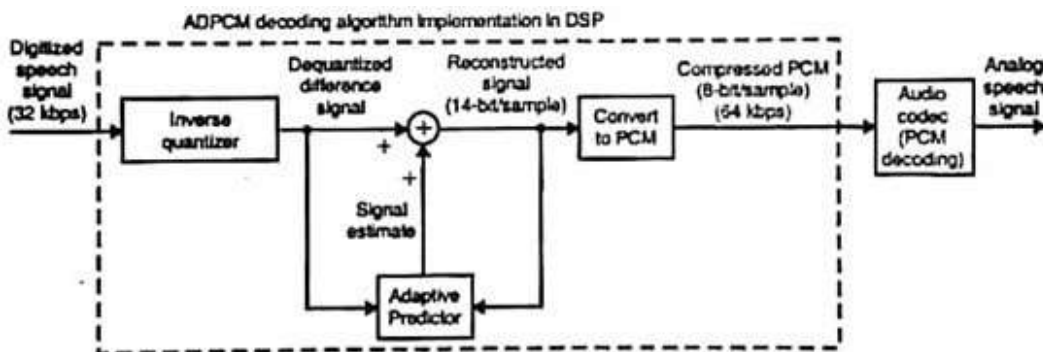 ADPCM decoding algorithm implementation in DSP
Digitized
speech
signal
(32 kbps)
Inverse
quantizer
Dequantized
difference
signal
+
+
+
Signal
estimate
Adaptive
Predictor
Reconstructed
signal
(14-bit/sample)
Convert
to PCM
Compressed PCM
(8-bit/sample)
(64 kbps)
Audio
codec
(PCM
decoding)
Analog
speech
signal